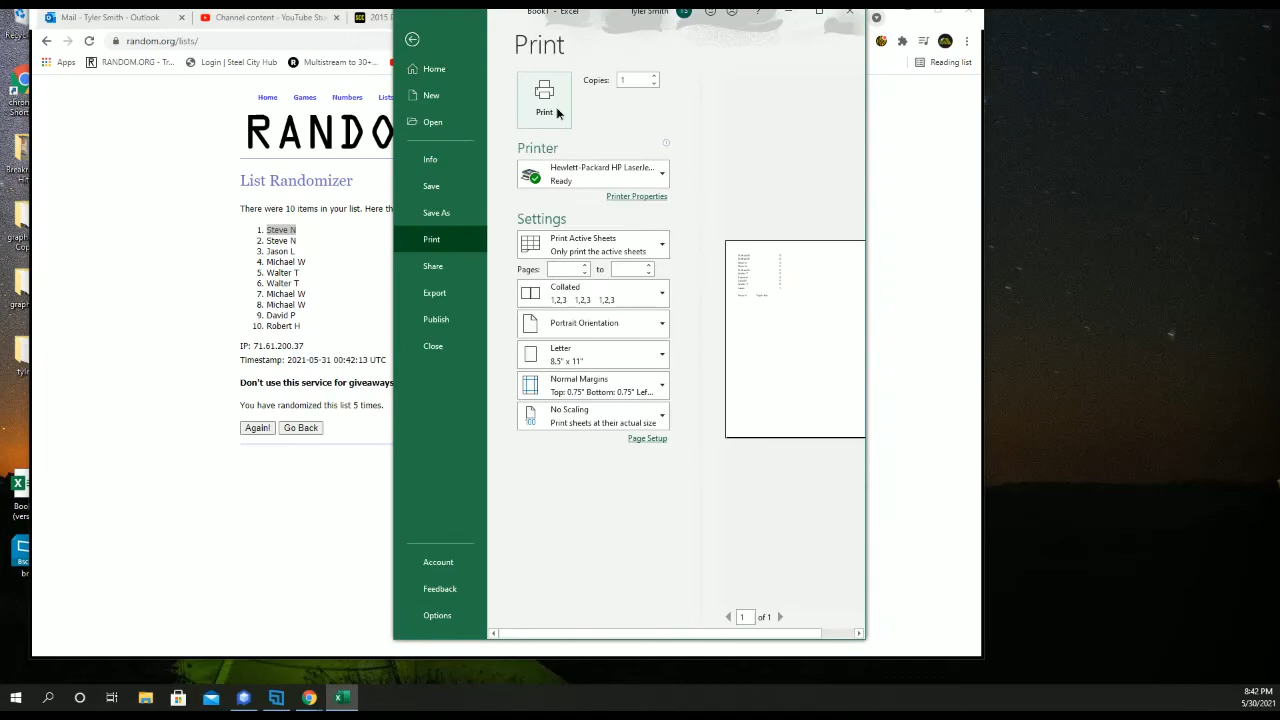 Mail - Tyler Smith - Outlook
Channel content - YouTube Stu
2015 F
random.org/lists/
Apps
RANDOM.ORG - Tr...
Login | Steel City Hub
Multistream to 30+...
Reading list
Home
Games
Numbers
Lists
RANDO
List Randomizer
There were 10 items in your list. Here th
1. Steve N
2. Steve N
3. Jason L
4. Michael W
5. Walter T
6. Walter T
7. Michael W
8. Michael W
9. David P
10. Robert H
IP: 71.61.200.37
Timestamp: 2021-05-31 00:42:13 UTC
Don't use this service for giveaways
You have randomized this list 5 times.
Again!
Go Back
Book1 - Excel
Tyler Smith
TS
Home
New
Open
Info
Save
Save As
Print
Share
Export
Publish
Close
Account
Feedback
Options
Print
Print
Copies: 1
Printer
Hewlett-Packard HP LaserJe...
Ready
Printer Properties
Settings
Print Active Sheets
Only print the active sheets
Pages:
to
Collated
1,2,3 1,2,3 1,2,3
Portrait Orientation
Letter
8.5" x 11"
Normal Margins
Top: 0.75" Bottom: 0.75" Lef...
No Scaling
Print sheets at their actual size
100
Page Setup
1 of 1
8:42 PM
5/30/2021